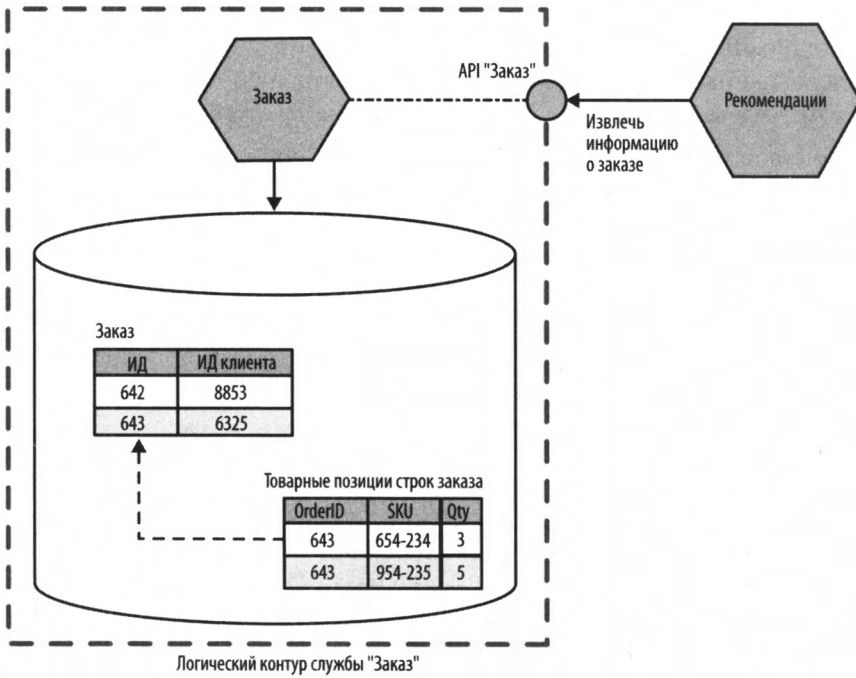 API "Заказ"
Заказ
Рекомендации
Извлечь
информацию
о заказе
Заказ
ИД ИД клиента
642 8853
643 6325
Товарные позиции строк заказа
OrderID SKU Qty
643 654-234 3
643 954-235 5
Логический контур службы "Заказ"